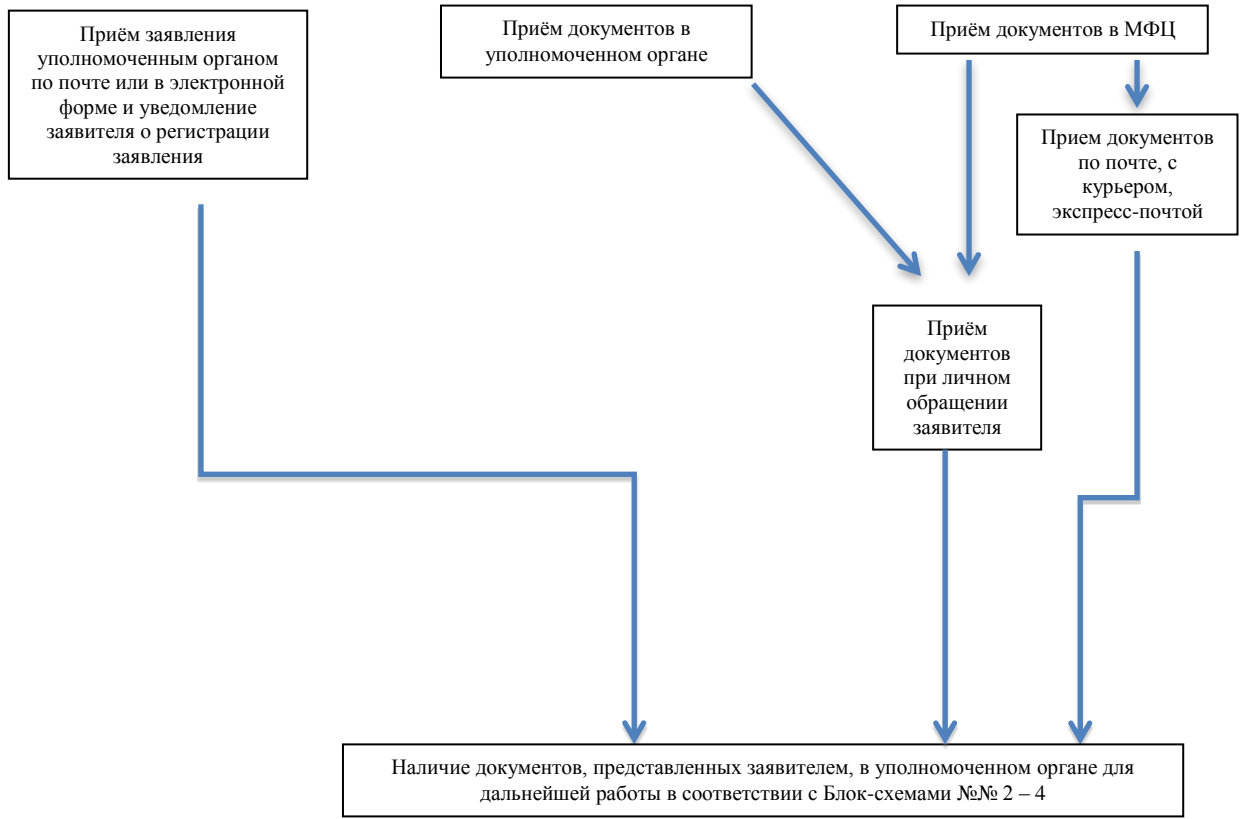 Приём заявления
уполномоченным органом
по почте или в электронной
форме и уведомление
заявителя о регистрации
заявления
Приём документов в
уполномоченном органе
Приём документов в МФЦ
Прием документов
по почте, с
курьером,
экспресс-почтой
Приём
документов
при личном
обращении
заявителя
Наличие документов, представленных заявителем, в уполномоченном органе для
дальнейшей работы в соответствии с Блок-схемами №№ 2 – 4